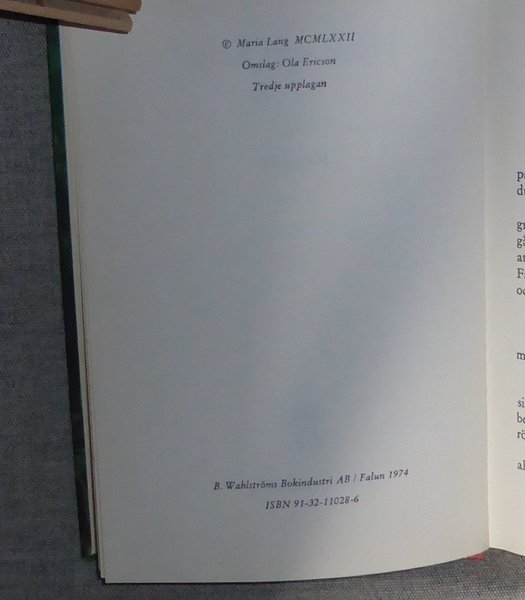 © Maria Lang MCMLXXII
Omslag: Ola Ericson
Tredje upplagan
B. Wahlströms Bokindustri AB / Falun 1974
ISBN 91-32-11028-6